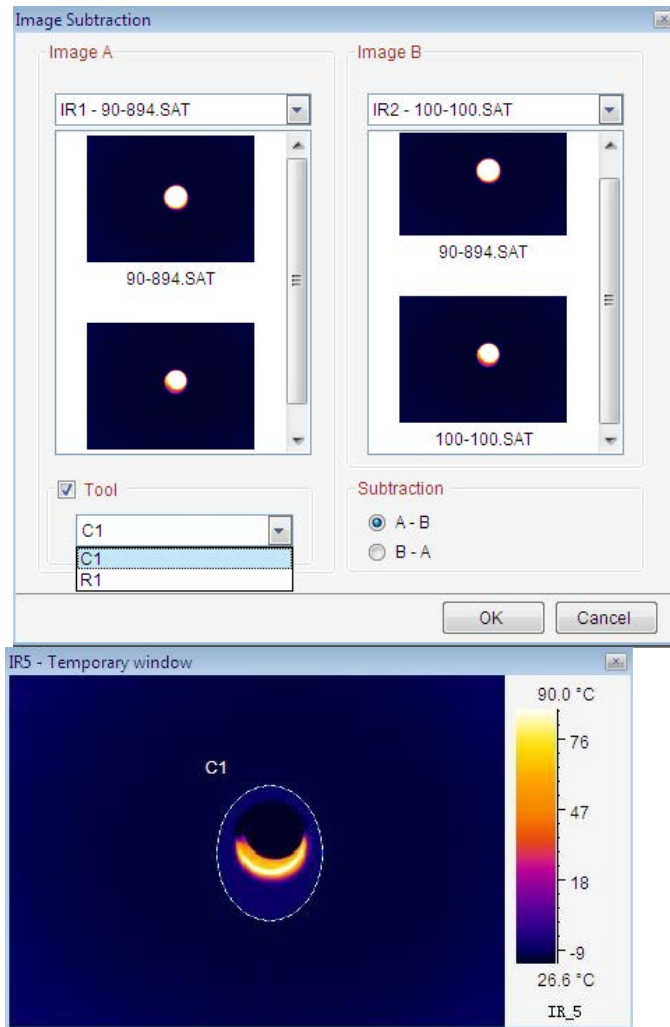 Image Subtraction
Image A
IR1 - 90-894.SAT
90-894.SAT
Tool
C1
C1
R1
Image B
IR2 - 100-100.SAT
90-894.SAT
100-100.SAT
Subtraction
A - B
B - A
OK
Cancel
IR5 - Temporary window
C1
90.0 °C
76
47
18
-9
26.6 °C
IR_5